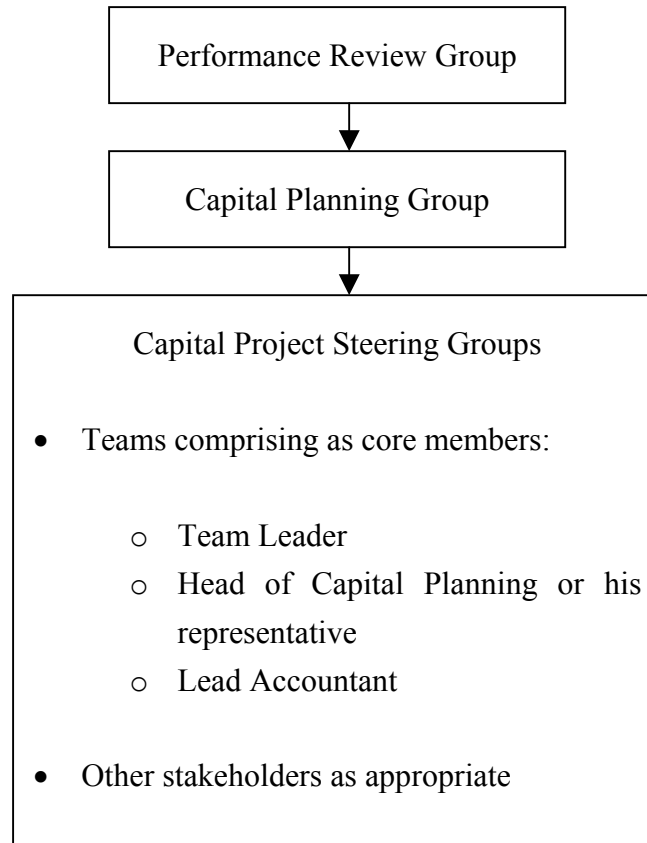 Performance Review Group
Capital Planning Group
Capital Project Steering Groups
• Teams comprising as core members:
o Team Leader
o Head of Capital Planning or his
representative
o Lead Accountant
• Other stakeholders as appropriate